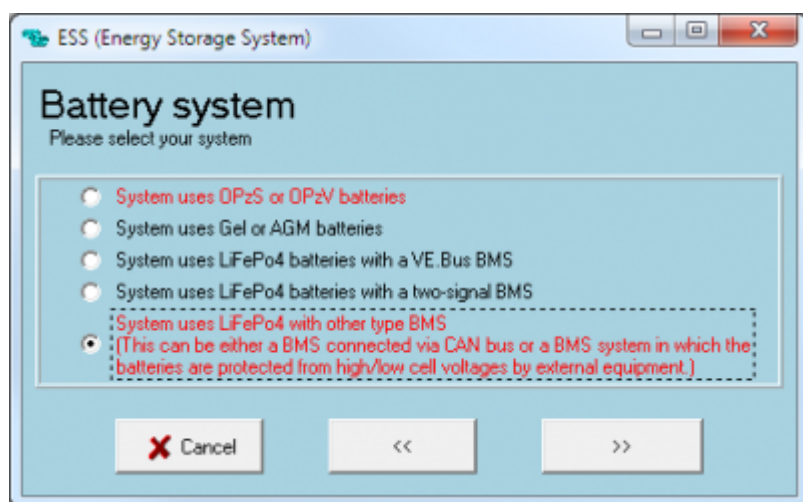 ESS (Energy Storage System)
Battery system
Please select your system
System uses OPzS or OPzV batteries
System uses Gel or AGM batteries
System uses LiFePo4 batteries with a VE.Bus BMS
System uses LiFePo4 batteries with a two-signal BMS
System uses LiFePo4 with other type BMS
(This can be either a BMS connected via CAN bus or a BMS system in which the
batteries are protected from high/low cell voltages by external equipment.)
Cancel
<<
>>